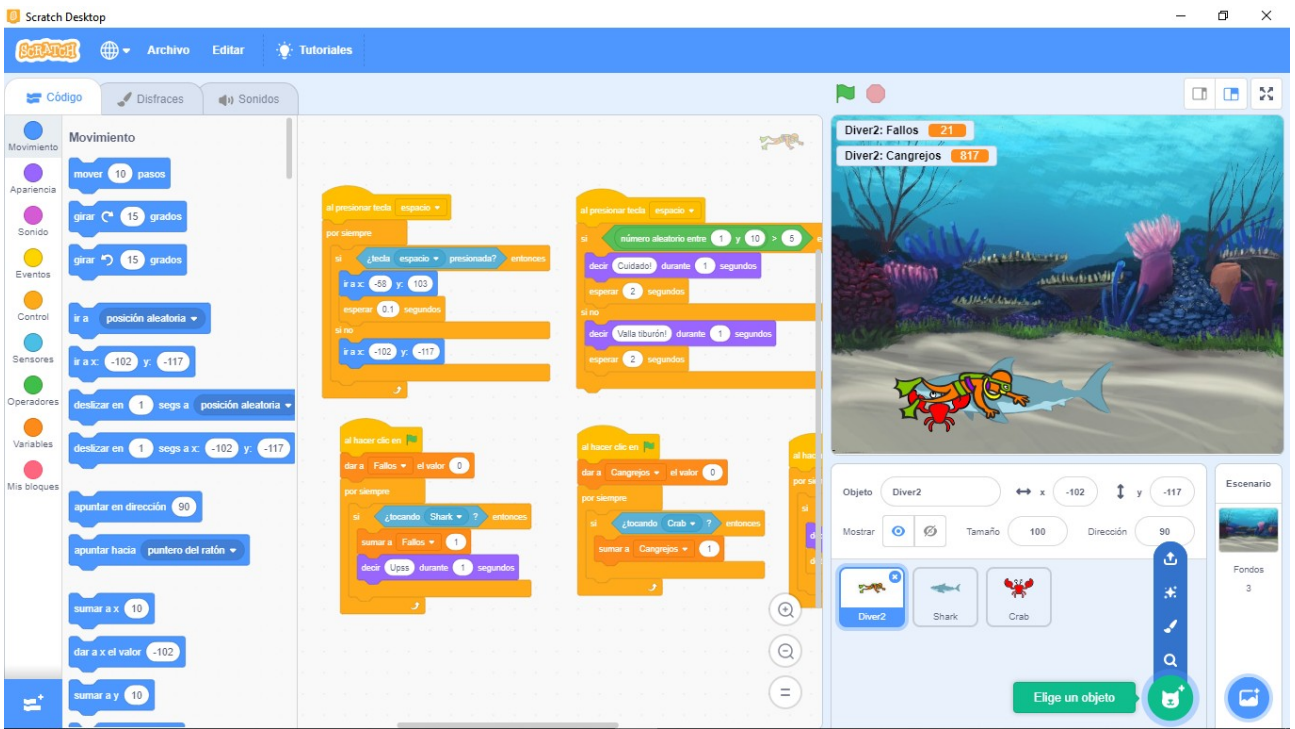 Scratch Desktop
SCRATCH Archivo Editar Tutoriales
Código Disfraces Sonidos
Movimiento
Apariencia
Sonido
Eventos
Control
Sensores
Operadores
Variables
Mis bloques
Movimiento
mover 10 pasos
girar 15 grados
girar 15 grados
ir a posición aleatoria
ir a x: -102 y: -117
deslizar en 1 segs a posición aleatoria
deslizar en 1 segs a x: -102 y: -117
apuntar en dirección 90
apuntar hacia puntero del ratón
sumar a x 10
dar a x el valor -102
sumar a y 10
al presionar tecla espacio
por siempre
si ¿tecla espacio presionada? entonces
ir a x: -58 y: 103
esperar 0.1 segundos
si no
ir a x: -102 y: -117
al presionar tecla espacio
si número aleatorio entre 1 y 10 > 5 e
decir Cuidado! durante 1 segundos
esperar 2 segundos
si no
decir Valla tiburón! durante 1 segundos
esperar 2 segundos
al hacer clic en
dar a Fallos el valor 0
por siempre
si ¿tocando Shark ? entonces
sumar a Fallos 1
decir Upss durante 1 segundos
al hacer clic en
dar a Cangrejos el valor 0
por siempre
si ¿tocando Crab ? entonces
sumar a Cangrejos 1
al hac
por si
Diver2: Fallos 21
Diver2: Cangrejos 817
Objeto Diver2 x -102 y -117
Mostrar Tamaño 100 Dirección 90
Diver2
Shark
Crab
Elige un objeto
Escenario
Fondos
3